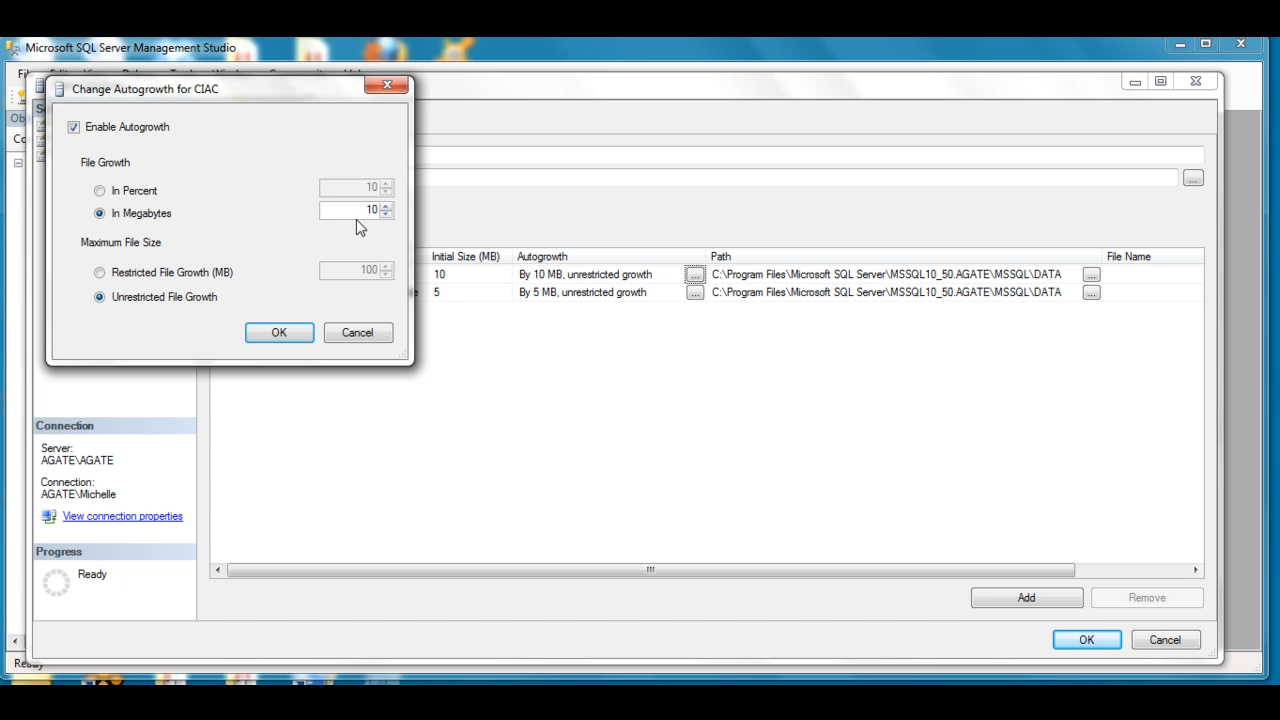 Microsoft SQL Server Management Studio
Change Autogrowth for CIAC
Enable Autogrowth
File Growth
In Percent 10
In Megabytes 10
Maximum File Size
Restricted File Growth (MB) 100
Unrestricted File Growth
OK Cancel
Initial Size (MB) Autogrowth Path File Name
10 By 10 MB, unrestricted growth ... C:\Program Files\Microsoft SQL Server\MSSQL10_50.AGATE\MSSQL\DATA ...
5 By 5 MB, unrestricted growth ... C:\Program Files\Microsoft SQL Server\MSSQL10_50.AGATE\MSSQL\DATA ...
Connection
Server:
AGATE\AGATE
Connection:
AGATE\Michelle
View connection properties
Progress
Ready
Add Remove
OK Cancel